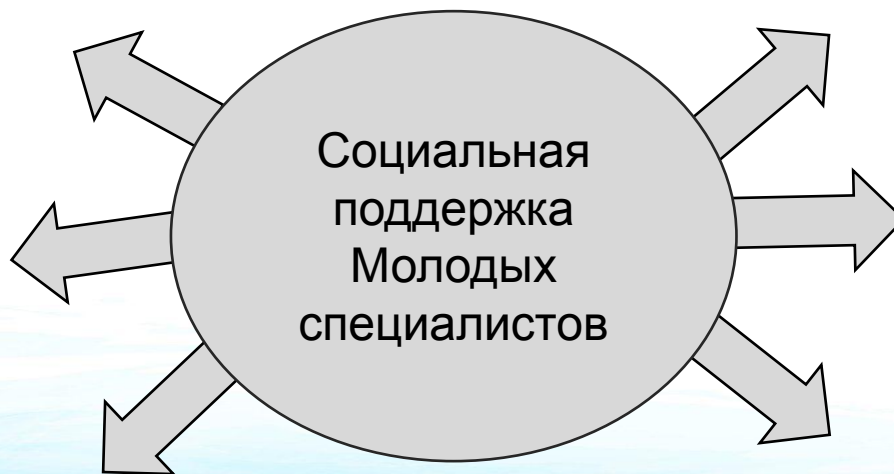 Социальная
поддержка
Молодых
специалистов